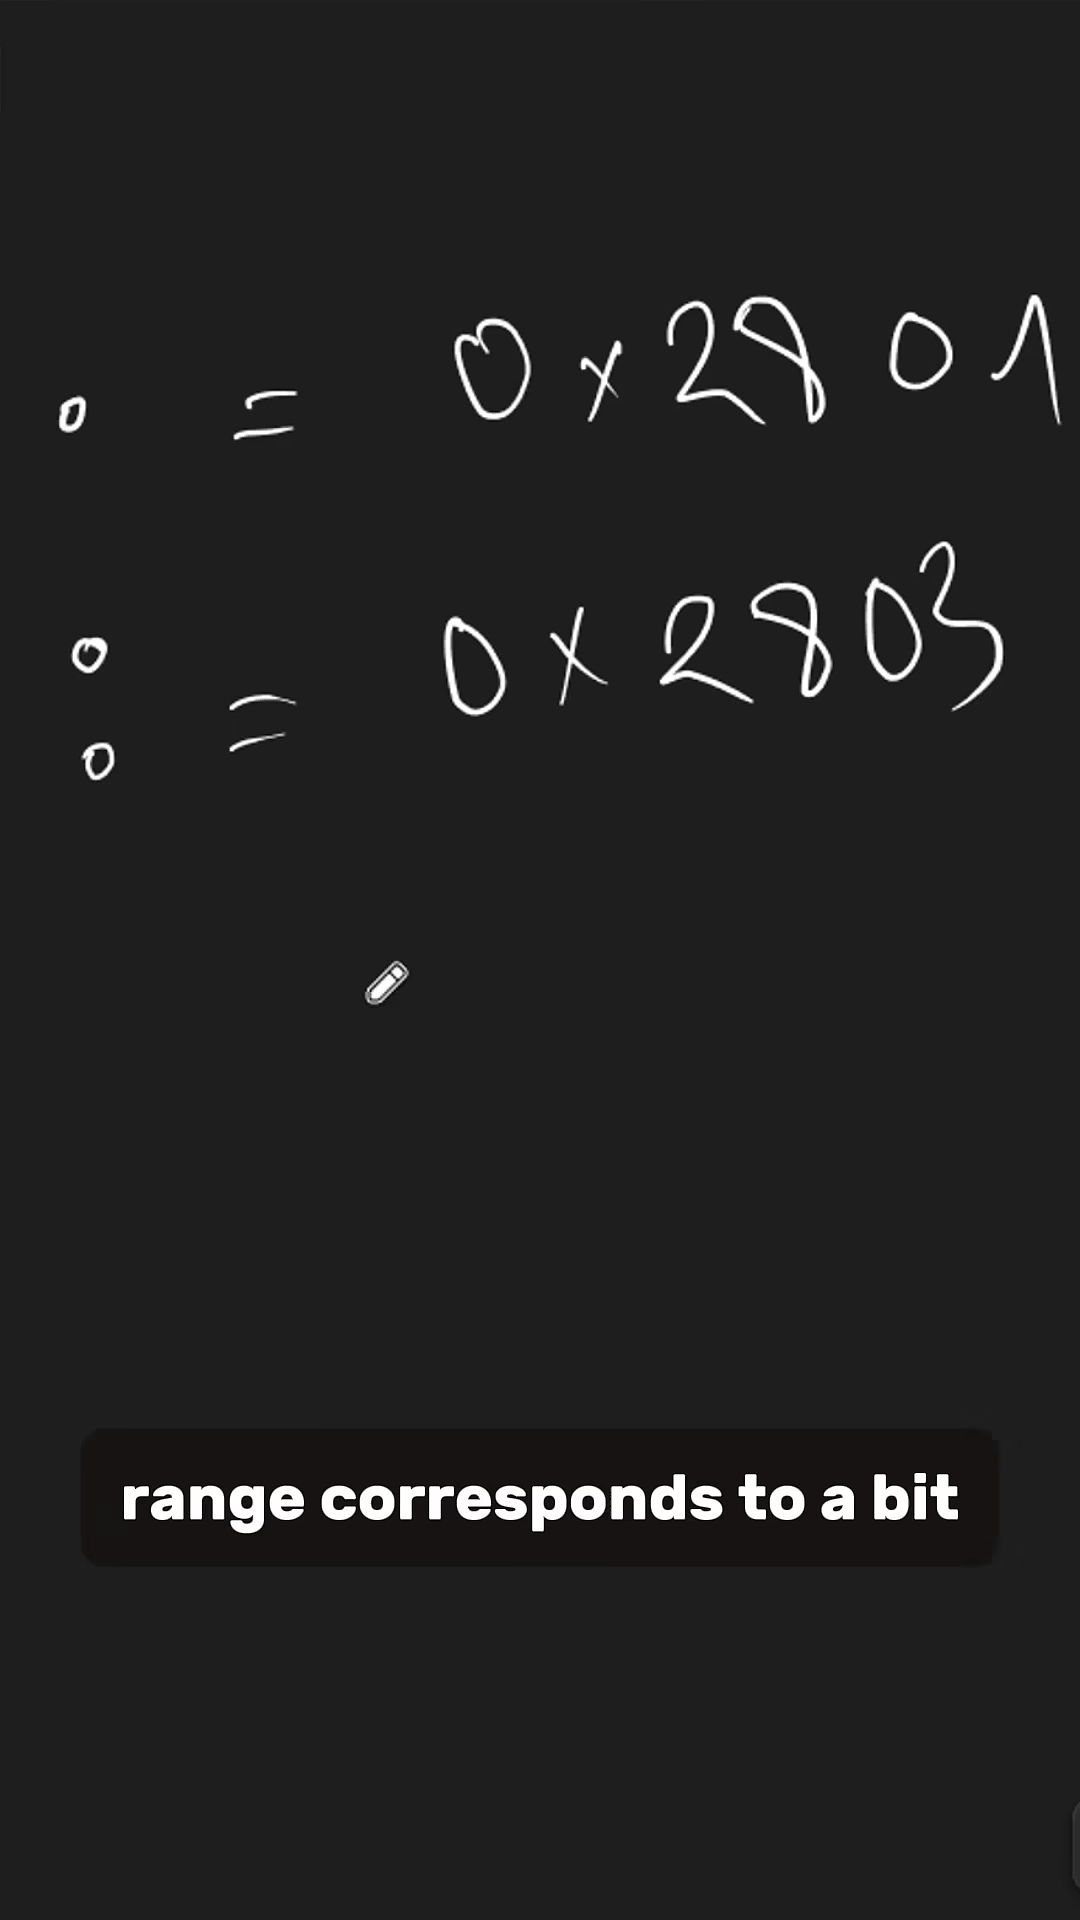 o = 0x2801
o
o = 0x2803
range corresponds to a bit